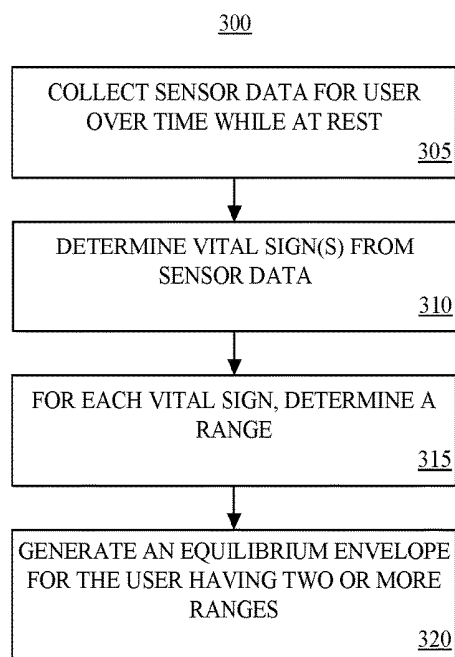 300
COLLECT SENSOR DATA FOR USER
OVER TIME WHILE AT REST
305
DETERMINE VITAL SIGN(S) FROM
SENSOR DATA
310
FOR EACH VITAL SIGN, DETERMINE A
RANGE
315
GENERATE AN EQUILIBRIUM ENVELOPE
FOR THE USER HAVING TWO OR MORE
RANGES
320